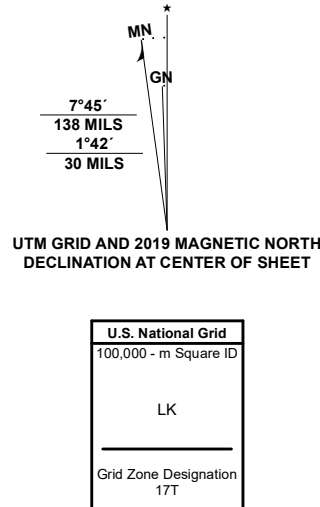 ★
MN
GN
7°45´
138 MILS
1°42´
30 MILS
UTM GRID AND 2019 MAGNETIC NORTH
DECLINATION AT CENTER OF SHEET
U.S. National Grid
100,000 - m Square ID
LK
Grid Zone Designation
17T